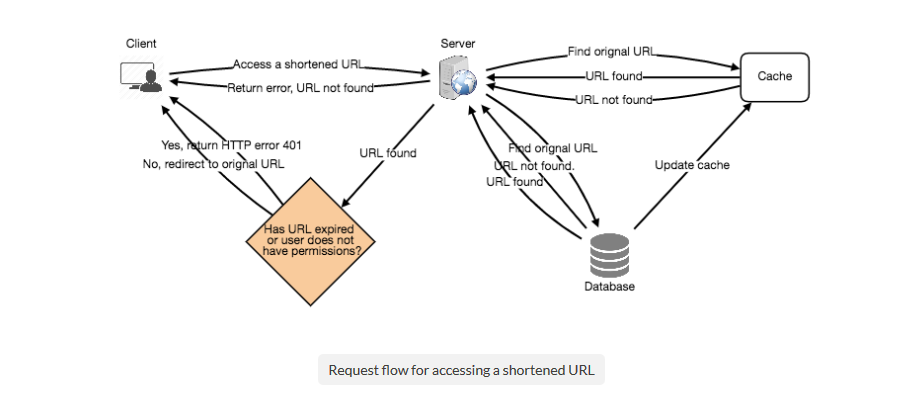 Client
Server
Access a shortened URL
Return error, URL not found
Find orignal URL
URL found
URL not found
Cache
Yes, return HTTP error 401
No, redirect to orignal URL
URL found
Find orignal URL
URL not found.
URL found
Update cache
Has URL expired
or user does not
have permissions?
Database
Request flow for accessing a shortened URL